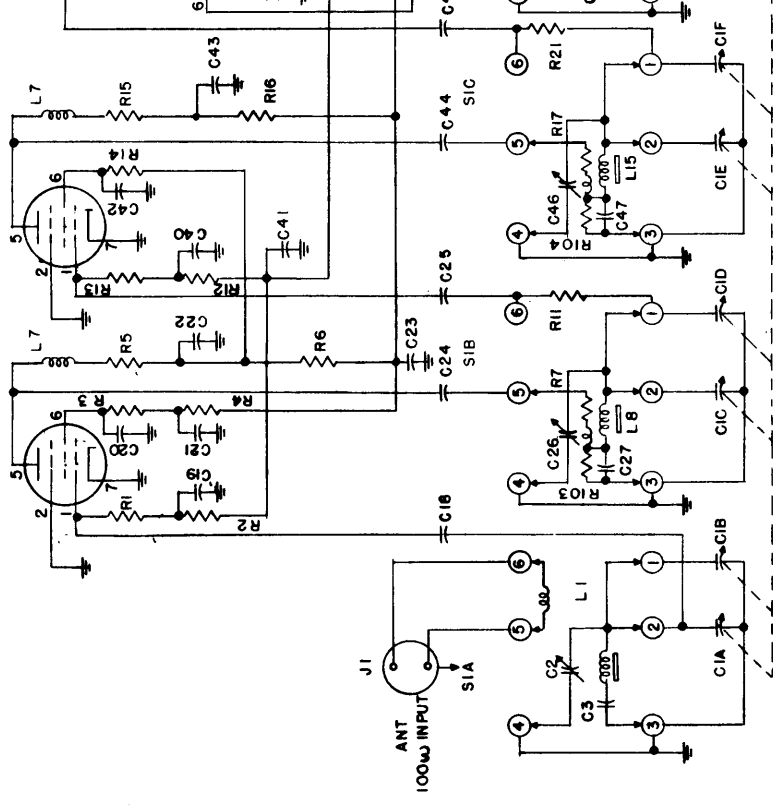 C43
L7
R15
R16
C44
S1C
6
R21
1
C1F
5
R14
6
C42
2
1
7
C40
R13
R12
C41
5
R17
2
C46
L15
C1E
4
R104
C47
3
C25
L7
C22
R5
R6
C23
C24
S1B
6
R11
1
C1D
5
R3
6
C20
R4
2
1
7
C21
C19
R1
R2
5
R7
2
C26
L8
C1C
4
R103
C27
3
C18
6
1
C1B
L1
5
J1
S1A
2
C2
C1A
ANT
100ω INPUT
C3
4
3